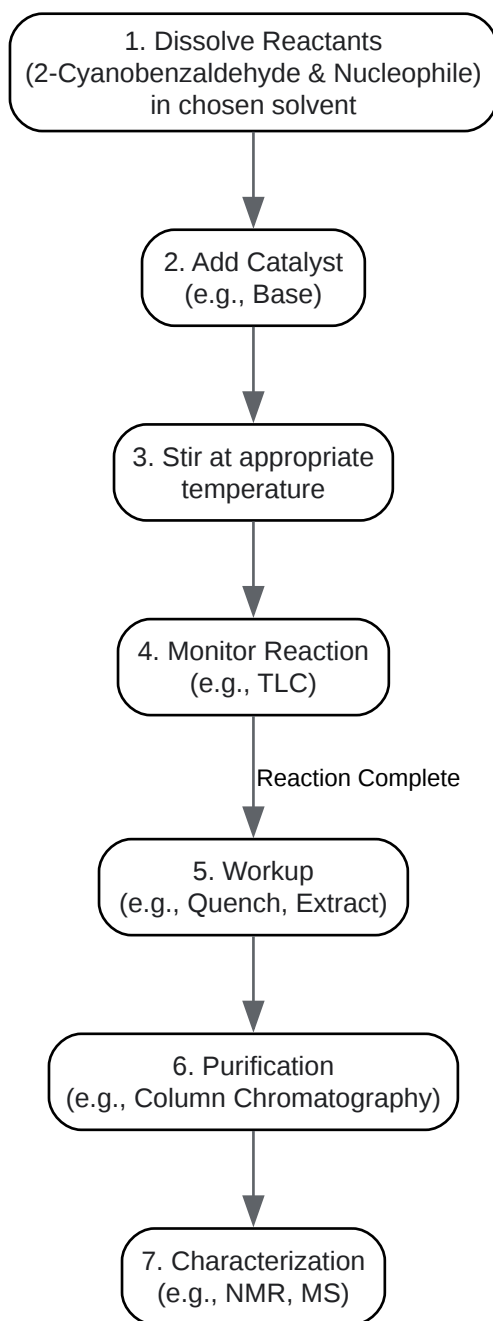 1. Dissolve Reactants
(2-Cyanobenzaldehyde & Nucleophile)
in chosen solvent
2. Add Catalyst
(e.g., Base)
3. Stir at appropriate
temperature
4. Monitor Reaction
(e.g., TLC)
Reaction Complete
5. Workup
(e.g., Quench, Extract)
6. Purification
(e.g., Column Chromatography)
7. Characterization
(e.g., NMR, MS)